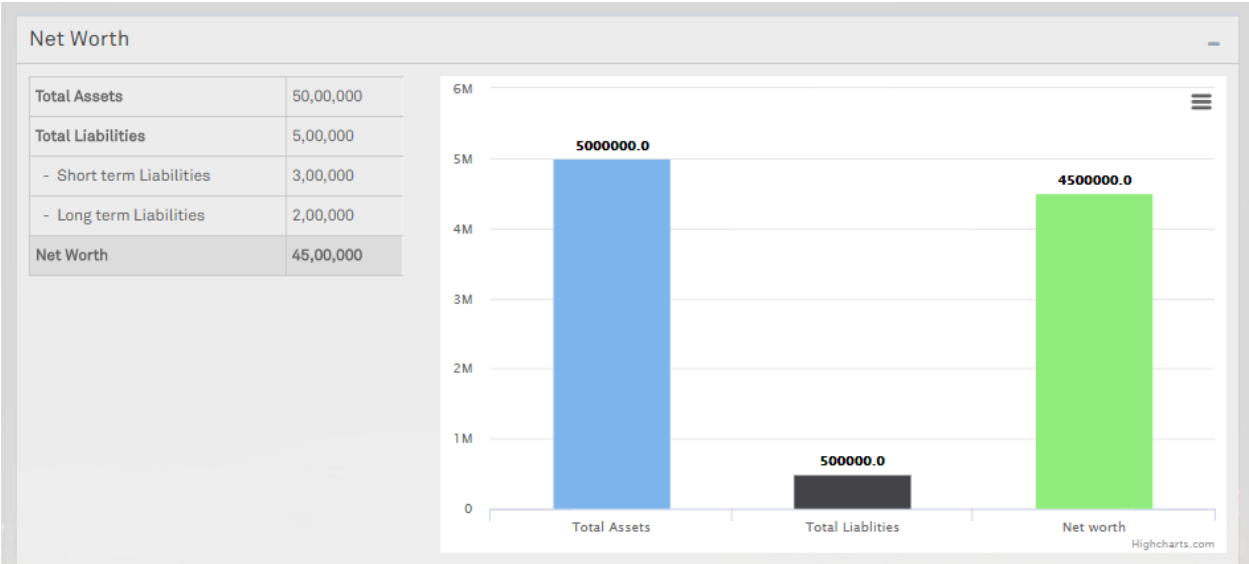 Net Worth
Total Assets 50,00,000
Total Liabilities 5,00,000
- Short term Liabilities 3,00,000
- Long term Liabilities 2,00,000
Net Worth 45,00,000
6M
5M
4M
3M
2M
1M
0
5000000.0
500000.0
4500000.0
Total Assets
Total Liablities
Net worth
Highcharts.com